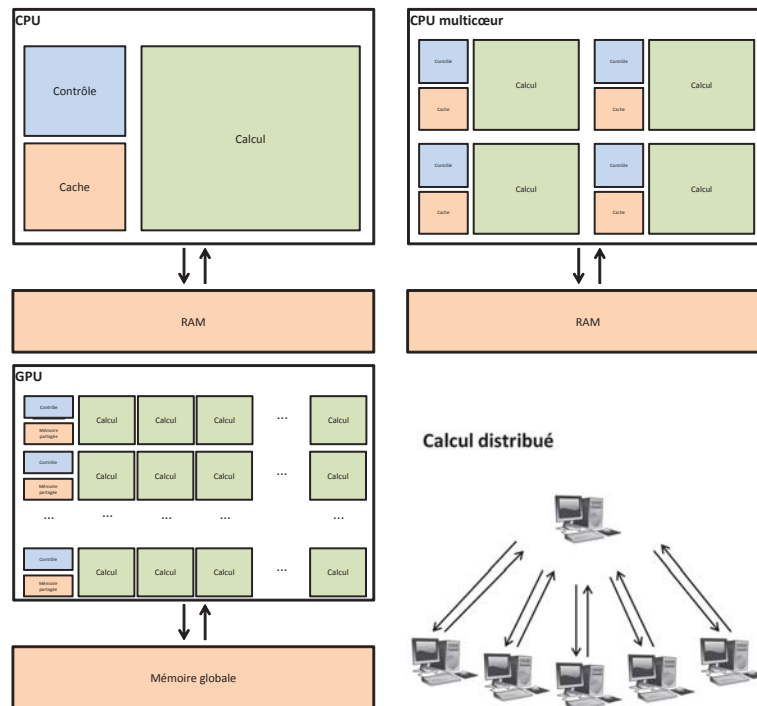 CPU
Contrôle
Cache
Calcul
RAM
CPU multicœur
Contrôle
Cache
Calcul
Contrôle
Cache
Calcul
Contrôle
Cache
Calcul
Contrôle
Cache
Calcul
RAM
GPU
Contrôle
Mémoire
partagée
Calcul
Calcul
Calcul
...
Calcul
Contrôle
Mémoire
partagée
Calcul
Calcul
Calcul
...
Calcul
...
...
...
...
...
Contrôle
Mémoire
partagée
Calcul
Calcul
Calcul
...
Calcul
Mémoire globale
Calcul distribué